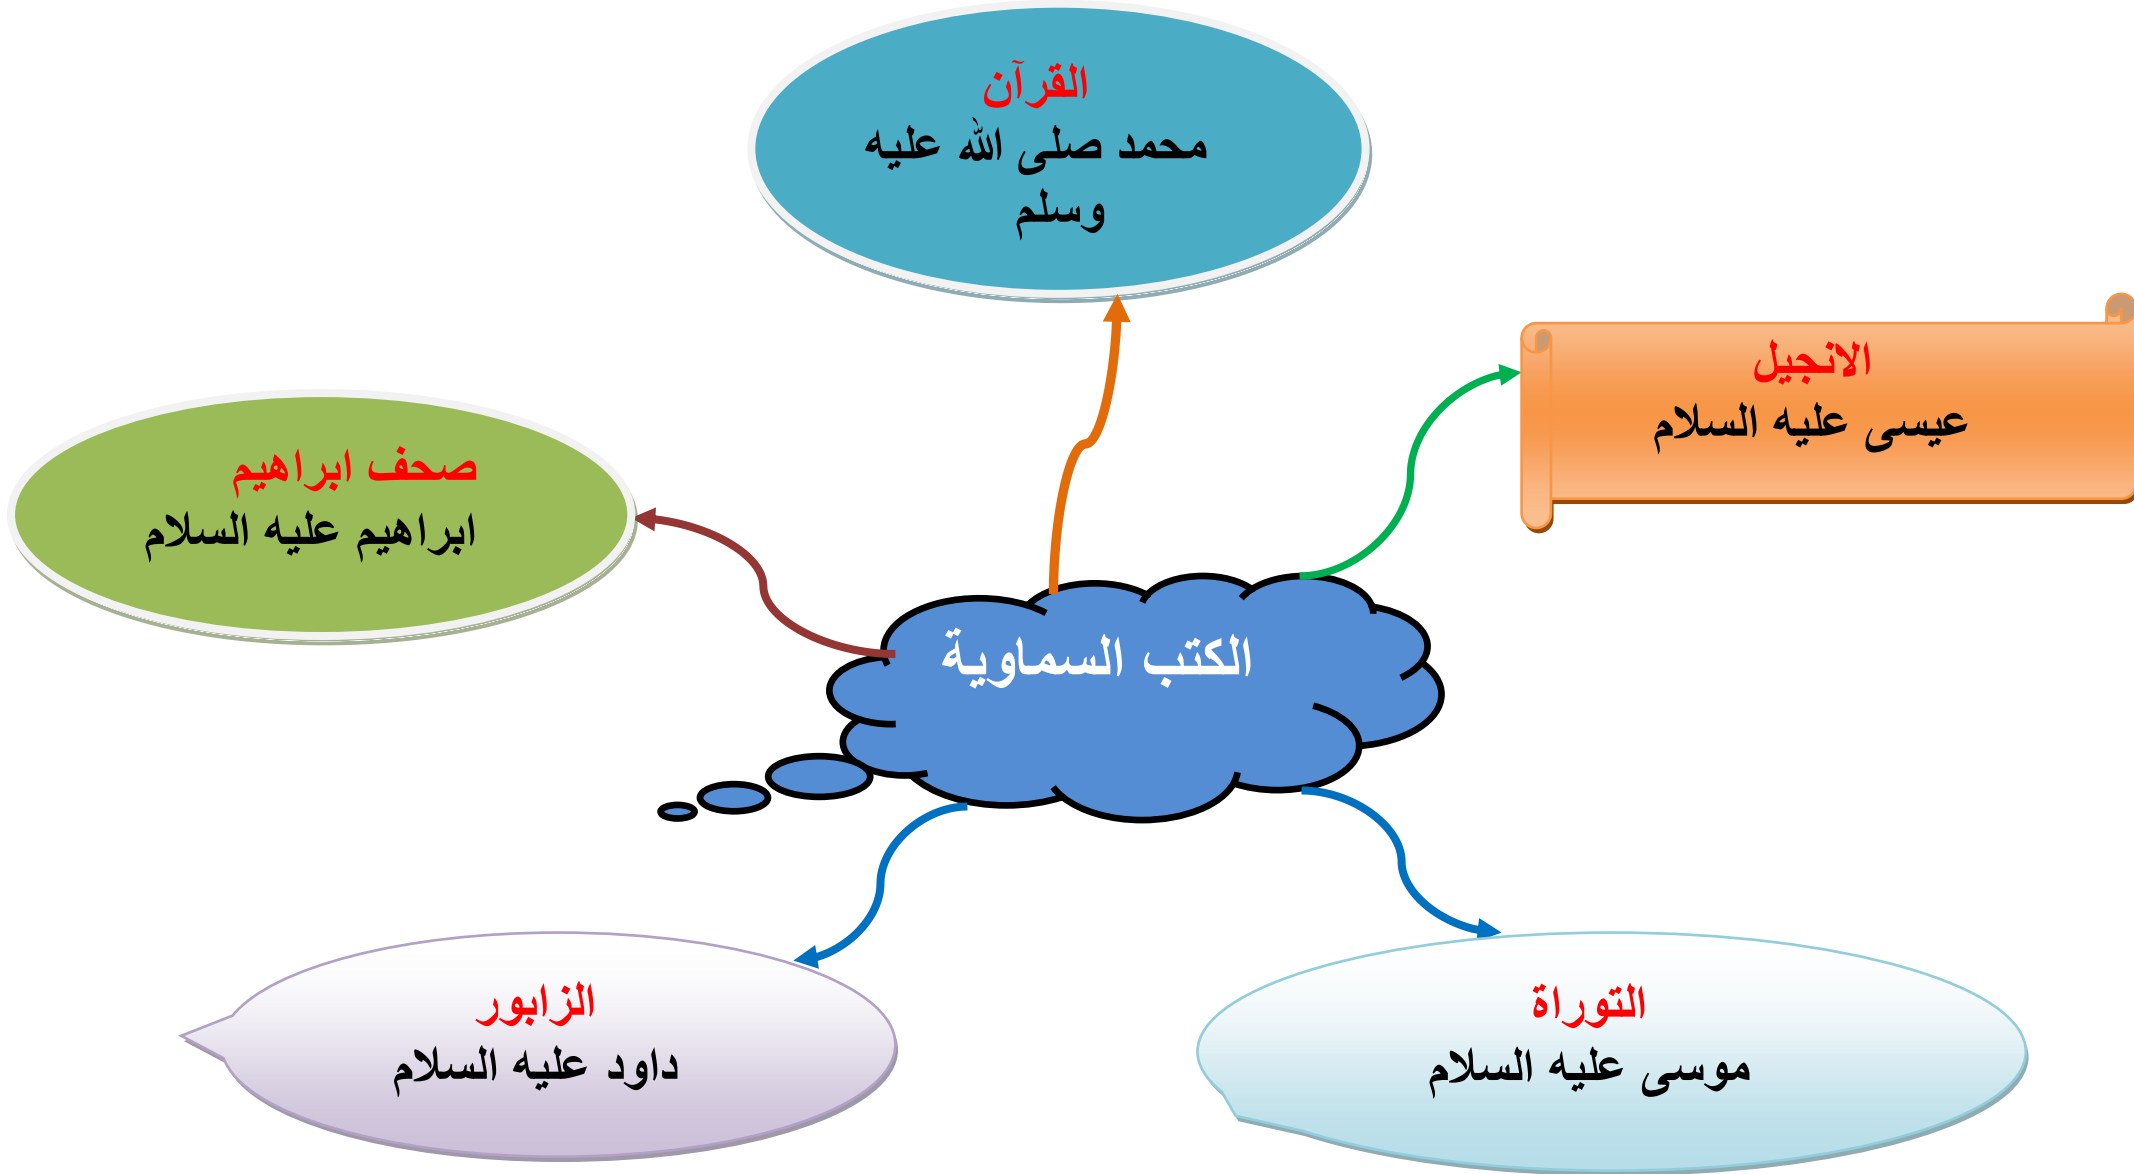 القرآن
محمد صلى الله عليه
وسلم
الانجيل
عيسى عليه السلام
صحف ابراهيم
ابراهيم عليه السلام
الكتب السماوية
الزابور
داود عليه السلام
التوراة
موسى عليه السلام